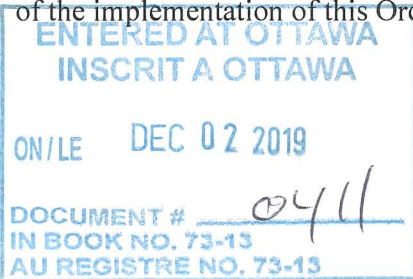 of the implementation of this Ord
ENTERED AT OTTAWA
INSCRIT A OTTAWA
ON / LE DEC 02 2019
DOCUMENT # 0411
IN BOOK NO. 73-13
AU REGISTRE NO. 73-13